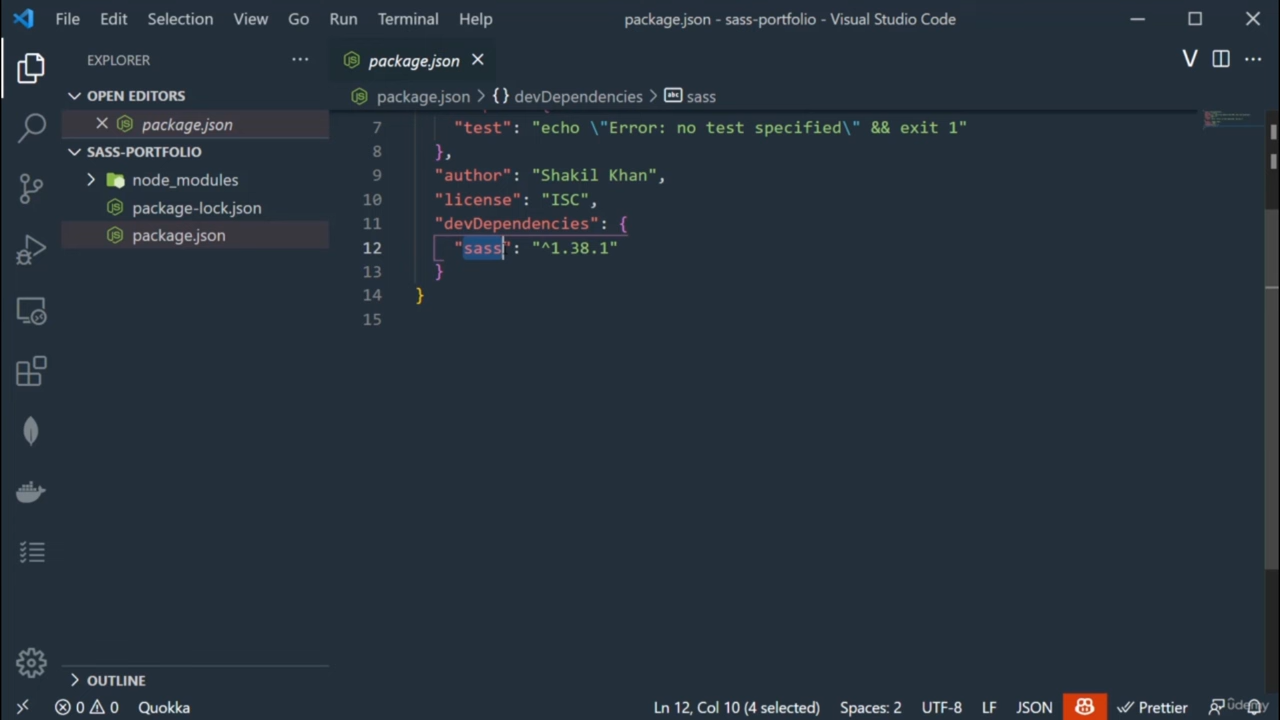 File Edit Selection View Go Run Terminal Help
package.json - sass-portfolio - Visual Studio Code
EXPLORER
package.json
OPEN EDITORS
package.json > {} devDependencies > abc sass
package.json
7 "test": "echo \"Error: no test specified\" && exit 1"
SASS-PORTFOLIO
8 },
node_modules
9 "author": "Shakil Khan",
package-lock.json
10 "license": "ISC",
package.json
11 "devDependencies": {
12 "sass": "^1.38.1"
13 }
14 }
15
OUTLINE
0 0 Quokka
Ln 12, Col 10 (4 selected) Spaces: 2 UTF-8 LF JSON Prettier
udemy